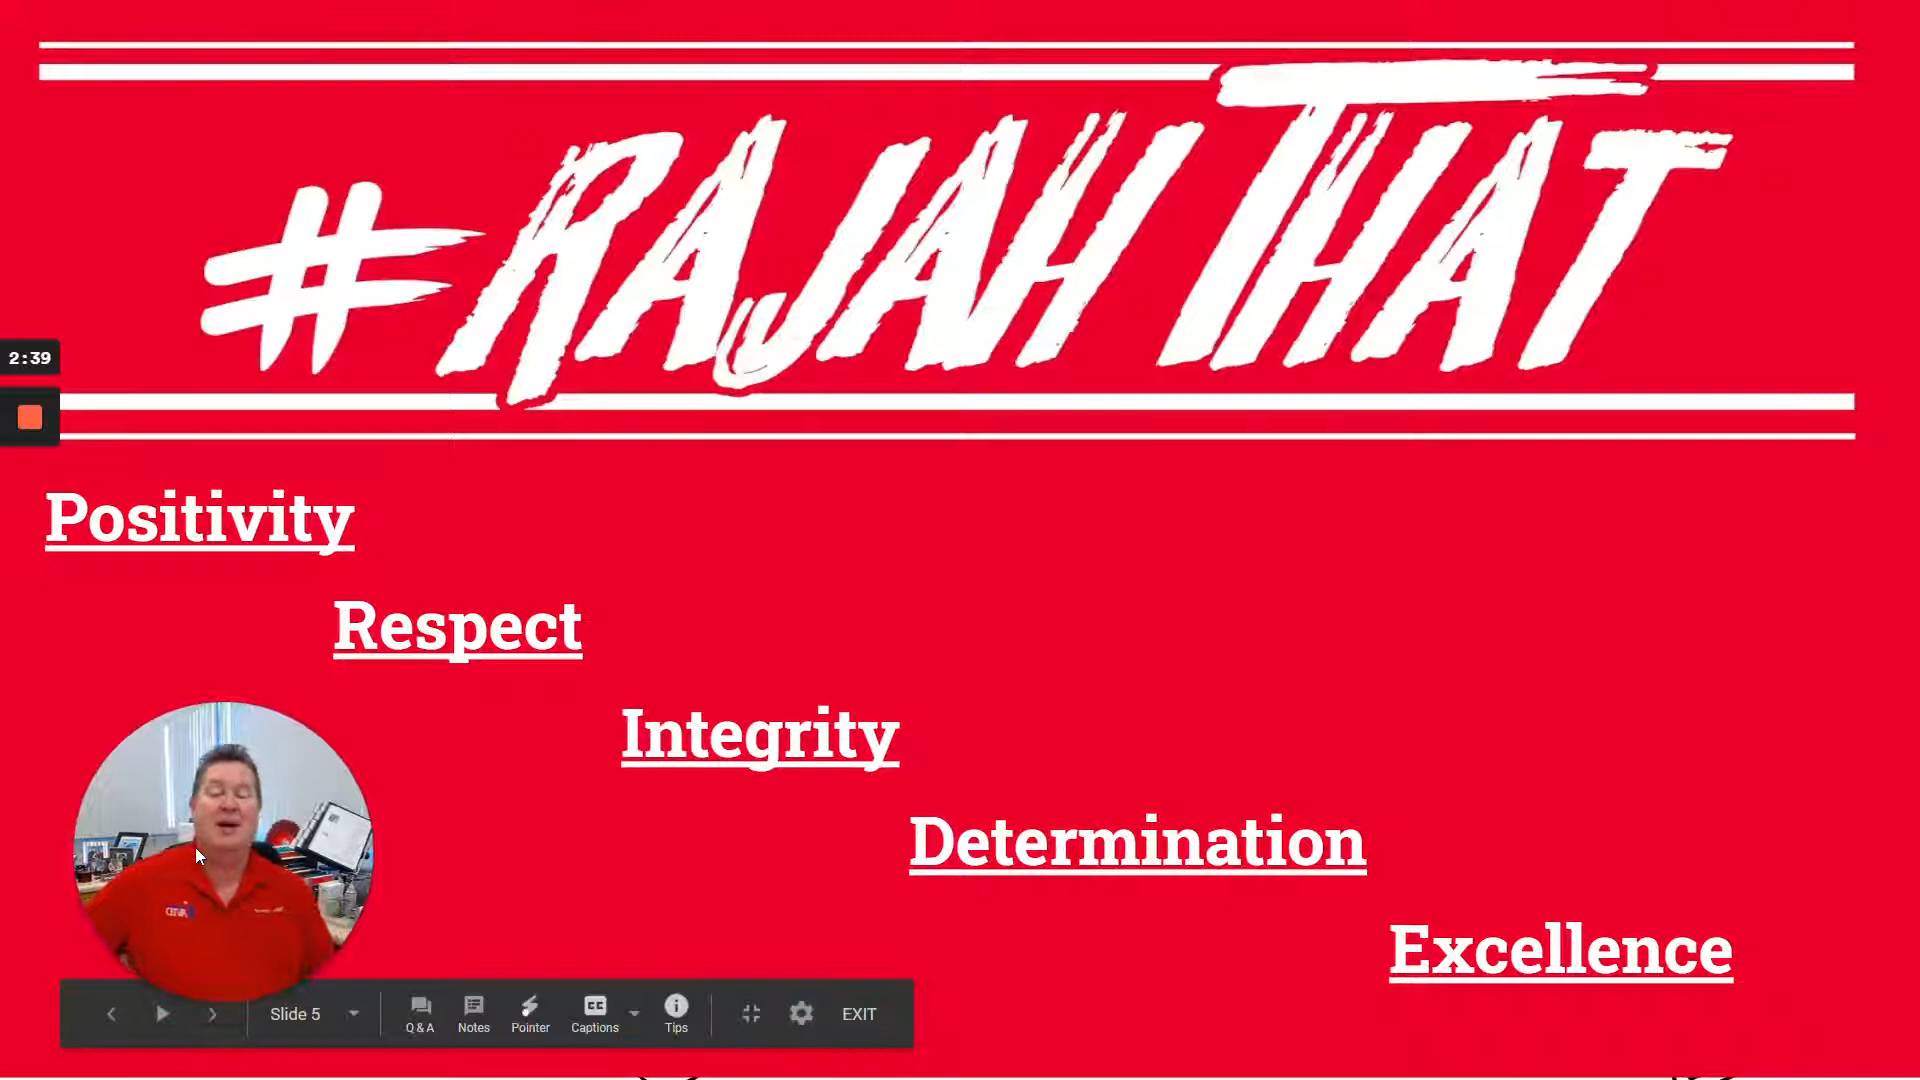 #RAJAH THAT
2:39
Positivity
Respect
Integrity
Determination
Excellence
Slide 5
Q & A
Notes
Pointer
Captions
Tips
EXIT